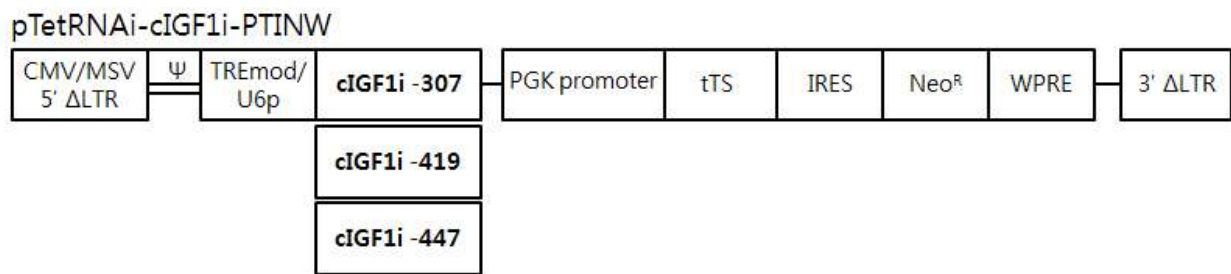 pTetRNAi-cIGF1i-PTINW
CMV/MSV
5' ΔLTR
Ψ
TREmod/
U6p
cIGF1i -307
PGK promoter
tTS
IRES
Neoᴿ
WPRE
3' ΔLTR
cIGF1i -419
cIGF1i -447